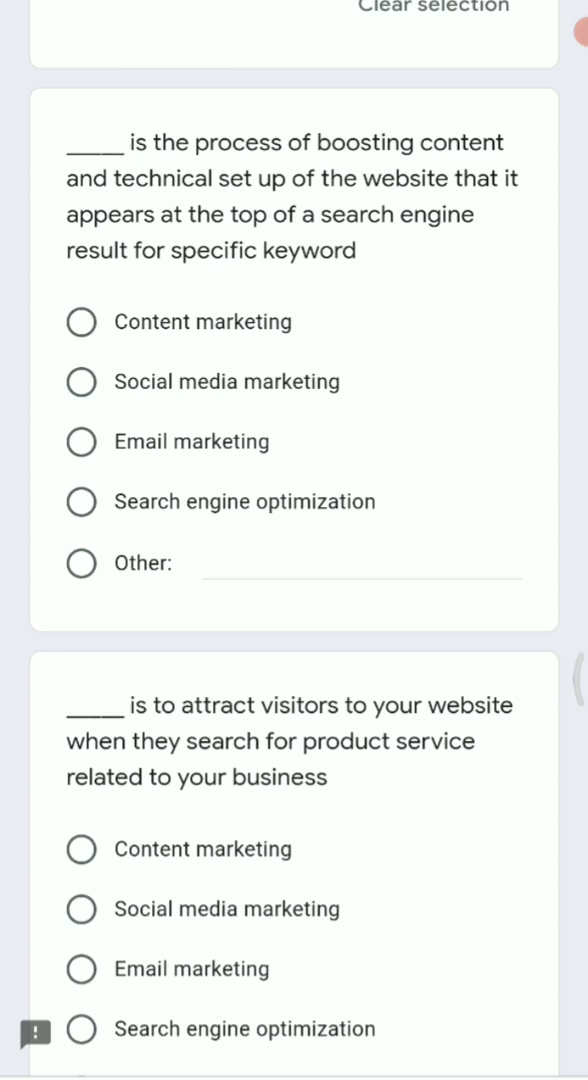 Clear selection
_____ is the process of boosting content
and technical set up of the website that it
appears at the top of a search engine
result for specific keyword
Content marketing
Social media marketing
Email marketing
Search engine optimization
Other:
_____ is to attract visitors to your website
when they search for product service
related to your business
Content marketing
Social media marketing
Email marketing
Search engine optimization